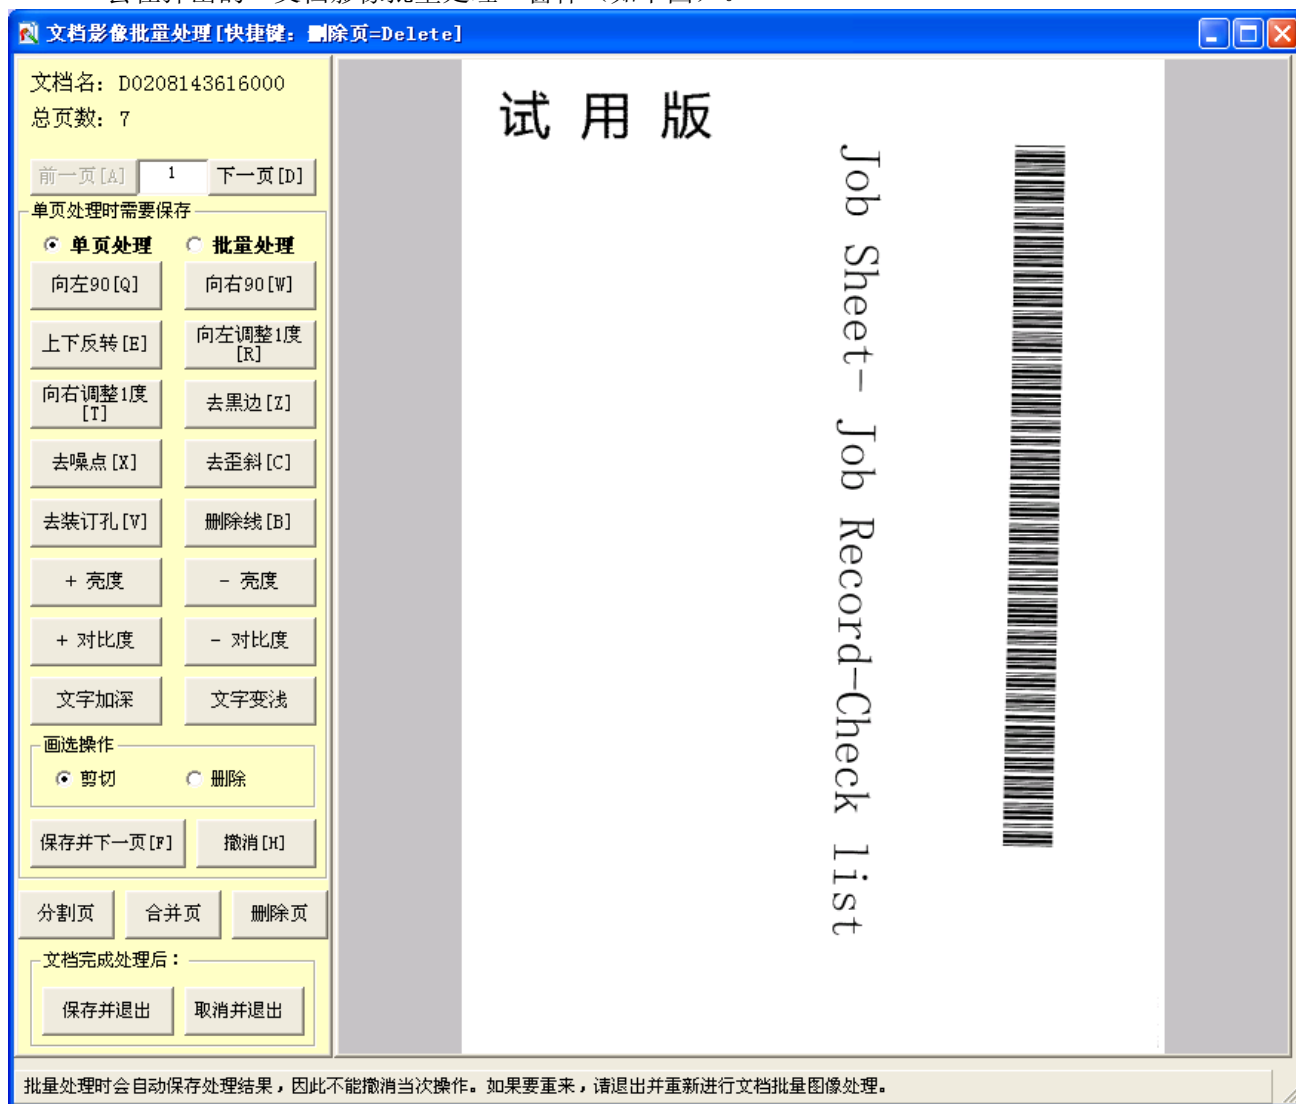 文档影像批量处理[快捷键：删除页=Delete]
文档名：D0208143616000
总页数：7
前一页[A] 1 下一页[D]
单页处理时需要保存
单页处理 批量处理
向左90[Q] 向右90[W]
上下反转[E] 向左调整1度[R]
向右调整1度[T] 去黑边[Z]
去噪点[X] 去歪斜[C]
去装订孔[V] 删除线[B]
+ 亮度 - 亮度
+ 对比度 - 对比度
文字加深 文字变浅
画选操作
剪切 删除
保存并下一页[F] 撤消[H]
分割页 合并页 删除页
文档完成处理后：
保存并退出 取消并退出
试用版
Job Sheet- Job Record-Check list
批量处理时会自动保存处理结果，因此不能撤消当次操作。如果要重来，请退出并重新进行文档批量图像处理。